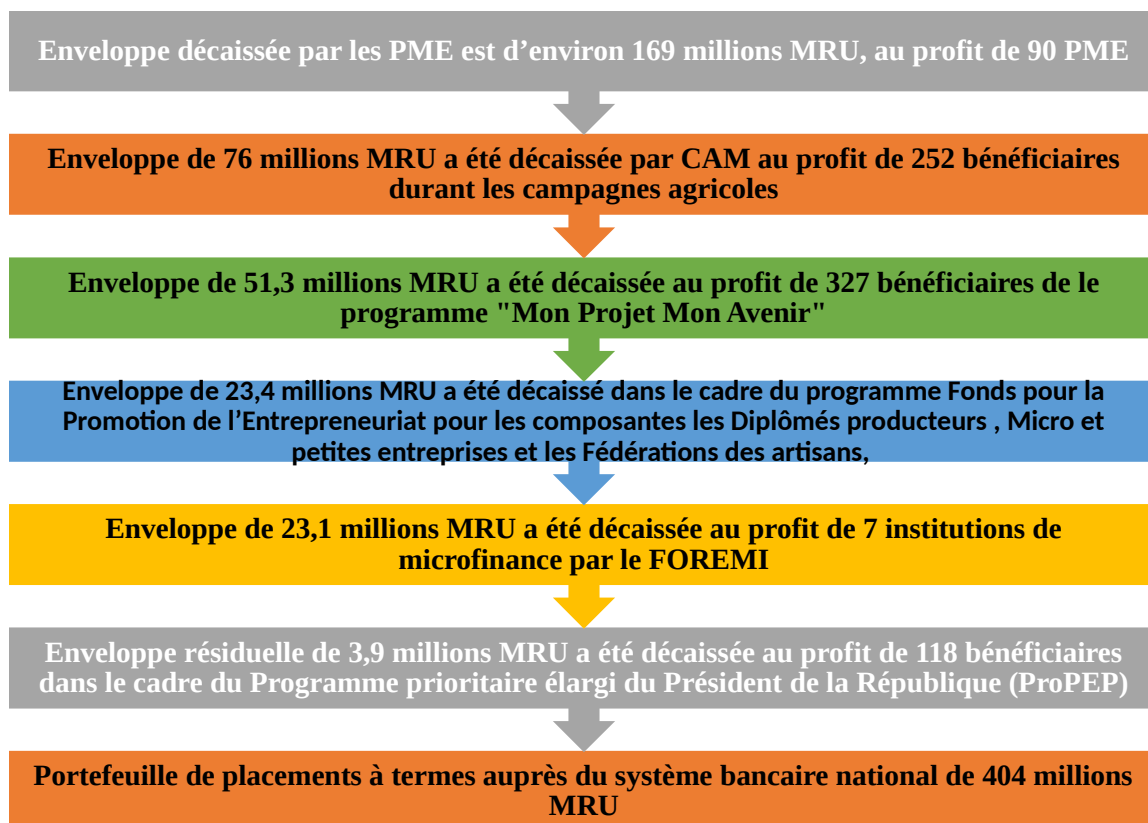 Enveloppe décaissée par les PME est d’environ 169 millions MRU, au profit de 90 PME
Enveloppe de 76 millions MRU a été décaissée par CAM au profit de 252 bénéficiaires
durant les campagnes agricoles
Enveloppe de 51,3 millions MRU a été décaissée au profit de 327 bénéficiaires de le
programme "Mon Projet Mon Avenir"
Enveloppe de 23,4 millions MRU a été décaissé dans le cadre du programme Fonds pour la
Promotion de l’Entrepreneuriat pour les composantes les Diplômés producteurs , Micro et
petites entreprises et les Fédérations des artisans,
Enveloppe de 23,1 millions MRU a été décaissée au profit de 7 institutions de
microfinance par le FOREMI
Enveloppe résiduelle de 3,9 millions MRU a été décaissée au profit de 118 bénéficiaires
dans le cadre du Programme prioritaire élargi du Président de la République (ProPEP)
Portefeuille de placements à termes auprès du système bancaire national de 404 millions
MRU